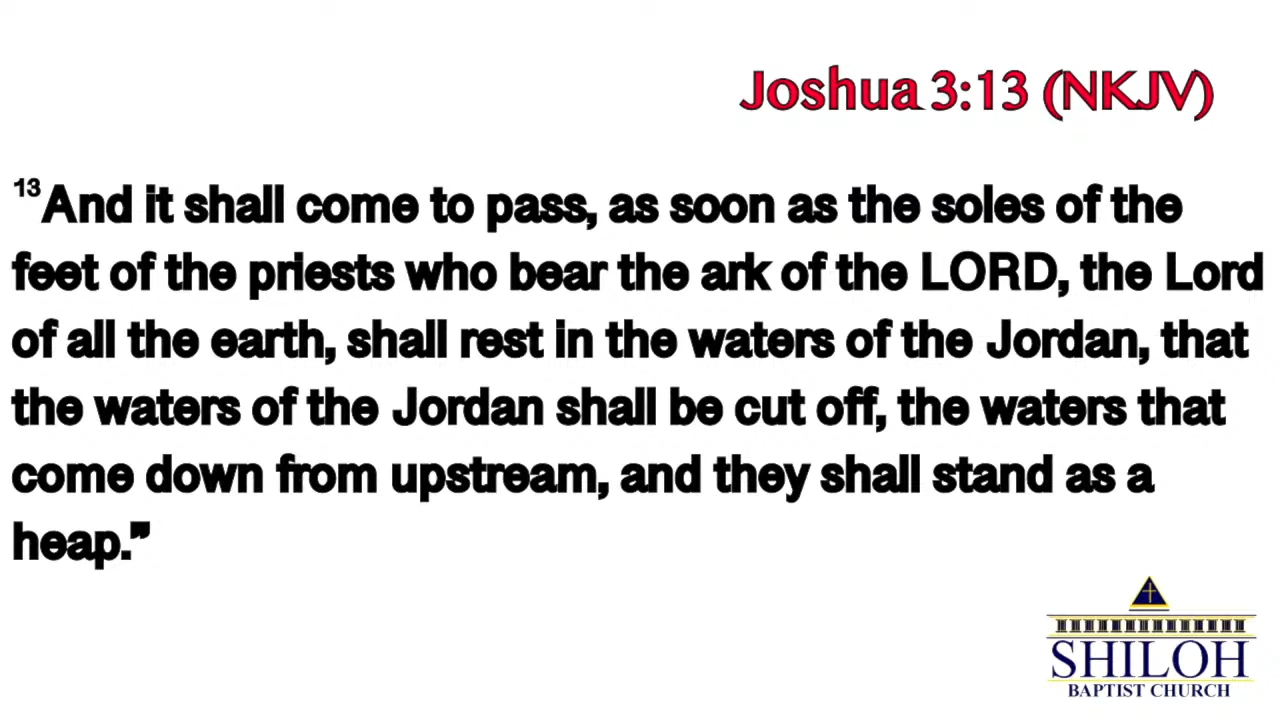 Joshua 3:13 (NKJV)
13And it shall come to pass, as soon as the soles of the
feet of the priests who bear the ark of the LORD, the Lord
of all the earth, shall rest in the waters of the Jordan, that
the waters of the Jordan shall be cut off, the waters that
come down from upstream, and they shall stand as a
heap.”
SHILOH
BAPTIST CHURCH